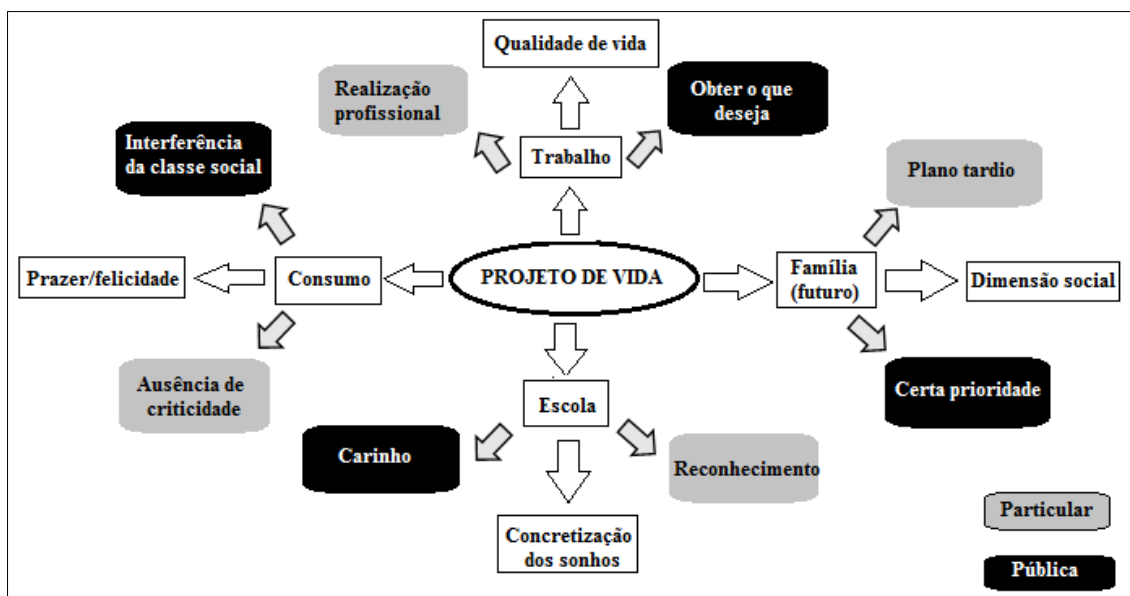 Qualidade de vida
Realização
profissional
Obter o que
deseja
Interferência
da classe social
Trabalho
Plano tardio
Prazer/felicidade
Consumo
PROJETO DE VIDA
Família
(futuro)
Dimensão social
Ausência de
criticidade
Escola
Certa prioridade
Carinho
Reconhecimento
Concretização
dos sonhos
Particular
Pública